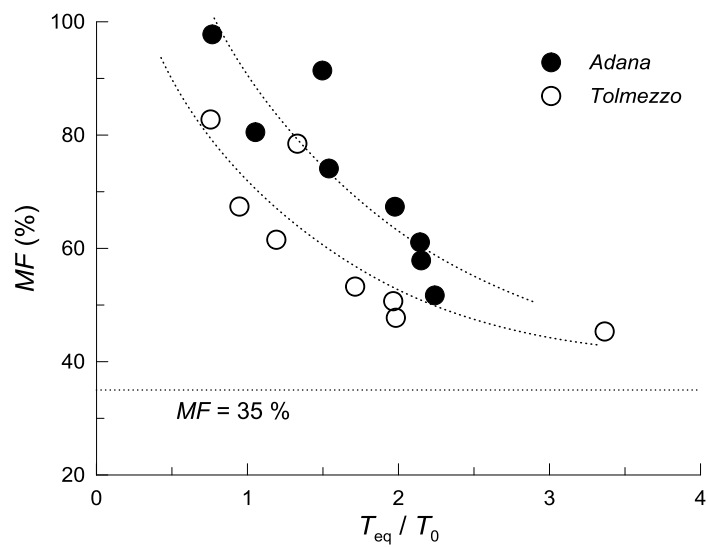 100
80
60
40
20
MF (%)
Adana
Tolmezzo
MF = 35 %
0 1 2 3 4
Teq / T0